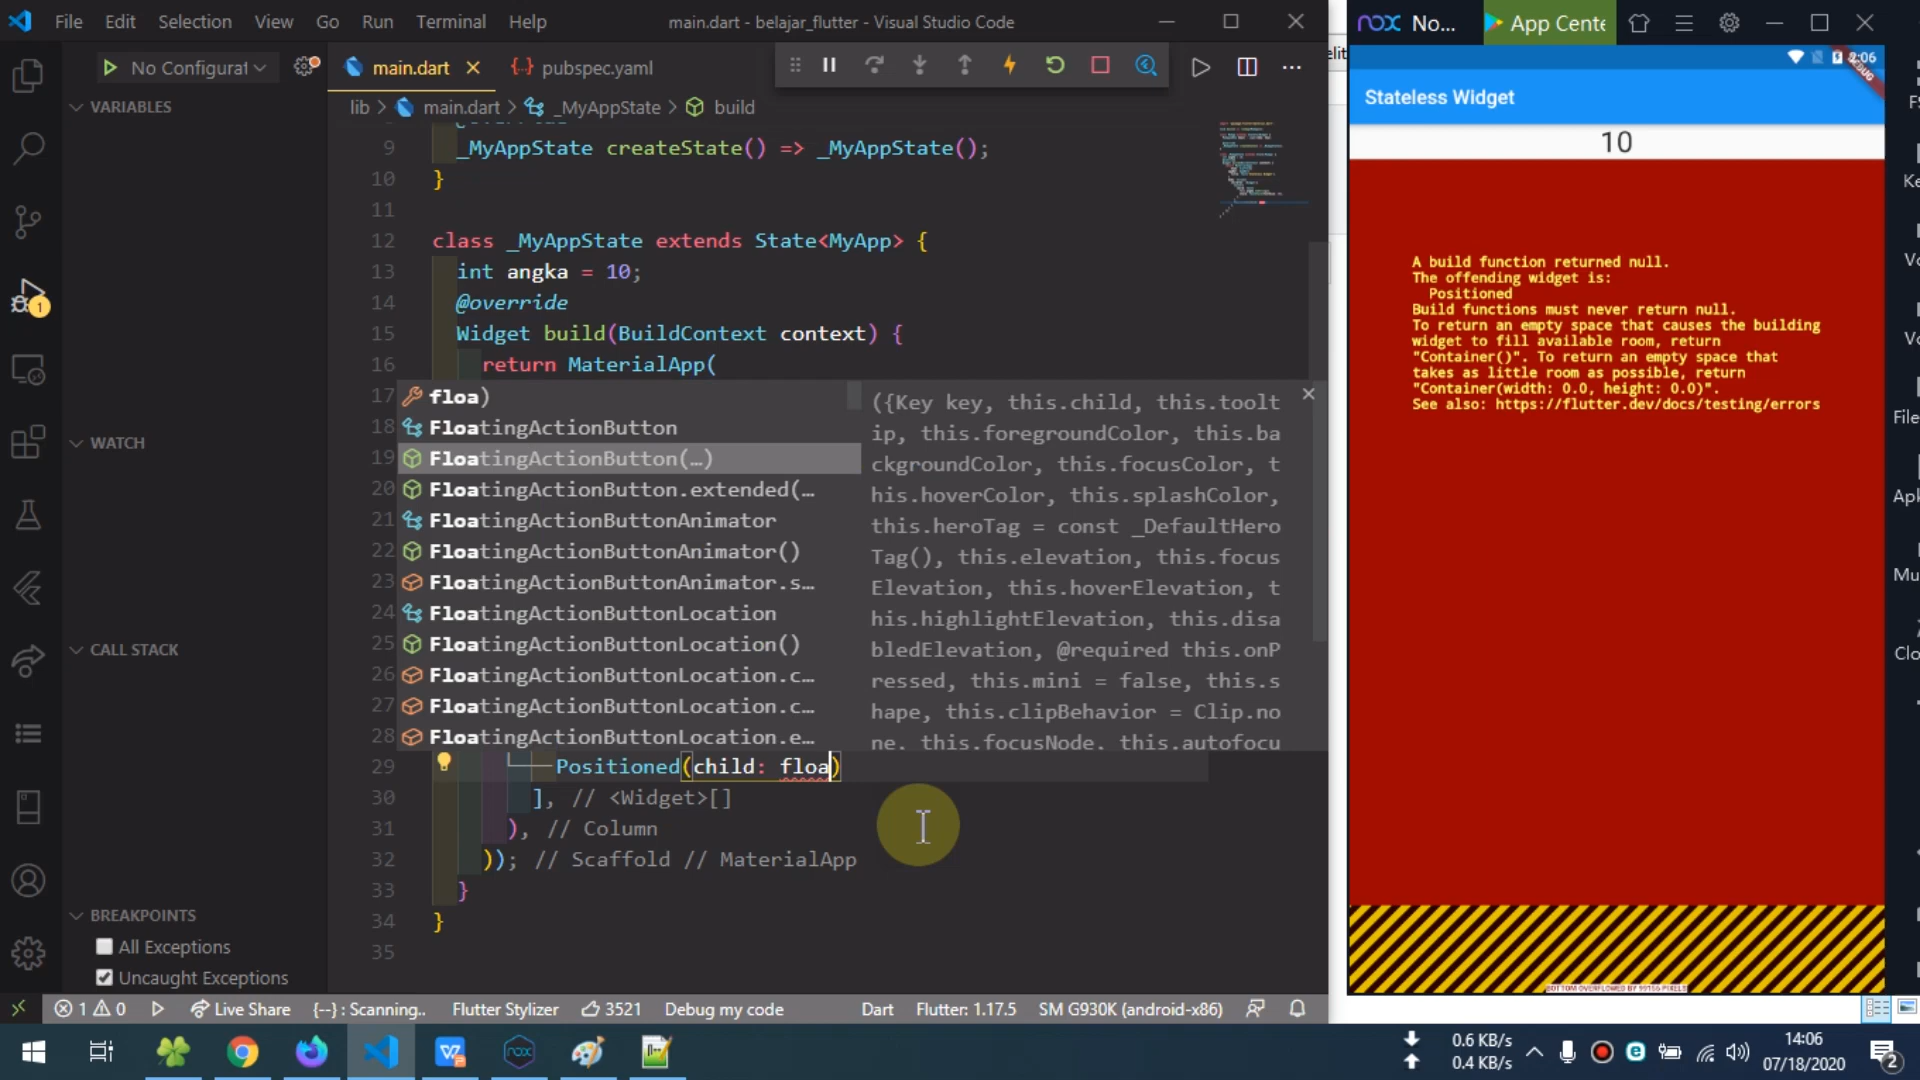 File Edit Selection View Go Run Terminal Help
main.dart - belajar_flutter - Visual Studio Code
No Configurat
main.dart
pubspec.yaml
lib > main.dart > _MyAppState > build
VARIABLES
WATCH
CALL STACK
BREAKPOINTS
All Exceptions
Uncaught Exceptions
9 _MyAppState createState() => _MyAppState();
10 }
11
12 class _MyAppState extends State<MyApp> {
13 int angka = 10;
14 @override
15 Widget build(BuildContext context) {
16 return MaterialApp(
17 floa)
18 FloatingActionButton
19 FloatingActionButton(…)
20 FloatingActionButton.extended(…
21 FloatingActionButtonAnimator
22 FloatingActionButtonAnimator()
23 FloatingActionButtonAnimator.s…
24 FloatingActionButtonLocation
25 FloatingActionButtonLocation()
26 FloatingActionButtonLocation.c…
27 FloatingActionButtonLocation.c…
28 FloatingActionButtonLocation.e…
({Key key, this.child, this.toolt
ip, this.foregroundColor, this.ba
ckgroundColor, this.focusColor, t
his.hoverColor, this.splashColor,
this.heroTag = const _DefaultHero
Tag(), this.elevation, this.focus
Elevation, this.hoverElevation, t
his.highlightElevation, this.disa
bledElevation, @required this.onP
ressed, this.mini = false, this.s
hape, this.clipBehavior = Clip.no
ne, this.focusNode, this.autofocu
29 Positioned(child: floa)
30 ], // <Widget>[]
31 ), // Column
32 )); // Scaffold // MaterialApp
33 }
34 }
35
1 0 Live Share {--} : Scanning.. Flutter Stylizer 3521 Debug my code Dart Flutter: 1.17.5 SM G930K (android-x86)
nox No... App Cente
2:06
DEBUG
Stateless Widget
10
A build function returned null.
The offending widget is:
Positioned
Build functions must never return null.
To return an empty space that causes the building
widget to fill available room, return
"Container()". To return an empty space that
takes as little room as possible, return
"Container(width: 0.0, height: 0.0)".
See also: https://flutter.dev/docs/testing/errors
Ke
Vo
Vo
File
Apk
Mu
Clo
0.6 KB/s
0.4 KB/s
14:06
07/18/2020
2